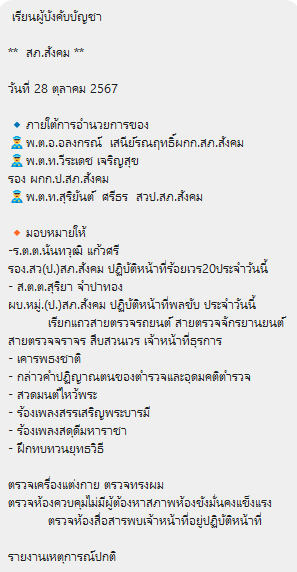 เรียนผู้บังคับบัญชา
** สภ.สังคม **
วันที่ 28 ตุลาคม 2567
🔹ภายใต้การอำนวยการของ
👮พ.ต.อ.อลงกรณ์ เสนีย์รณฤทธิ์ผกก.สภ.สังคม
👮พ.ต.ท.วีระเดช เจริญสุข
รอง ผกก.ป.สภ.สังคม
👮พ.ต.ท.สุริยันต์ ศรีธร สวป.สภ.สังคม
🔸มอบหมายให้
-ร.ต.ต.นันทวุฒิ แก้วศรี
รอง.สว(ป.)สภ.สังคม ปฏิบัติหน้าที่ร้อยเวร20ประจำวันนี้
- ส.ต.ต.สุริยา จำปาทอง
ผบ.หมู่.(ป.)สภ.สังคม ปฏิบัติหน้าที่พลขับ ประจำวันนี้
เรียกแถวสายตรวจรถยนต์ สายตรวจจักรยานยนต์
สายตรวจจราจร สืบสวนเวร เจ้าหน้าที่ธุรการ
- เคารพธงชาติ
- กล่าวคำปฏิญาณตนของตำรวจและอุดมคติตำรวจ
- สวดมนต์ไหว้พระ
- ร้องเพลงสรรเสริญพระบารมี
- ร้องเพลงสดุดีมหาราชา
- ฝึกทบทวนยุทธวิธี
ตรวจเครื่องแต่งกาย ตรวจทรงผม
ตรวจห้องควบคุมไม่มีผู้ต้องหาสภาพห้องขังมั่นคงแข็งแรง
ตรวจห้องสื่อสารพบเจ้าหน้าที่อยู่ปฏิบัติหน้าที่
รายงานเหตุการณ์ปกติ